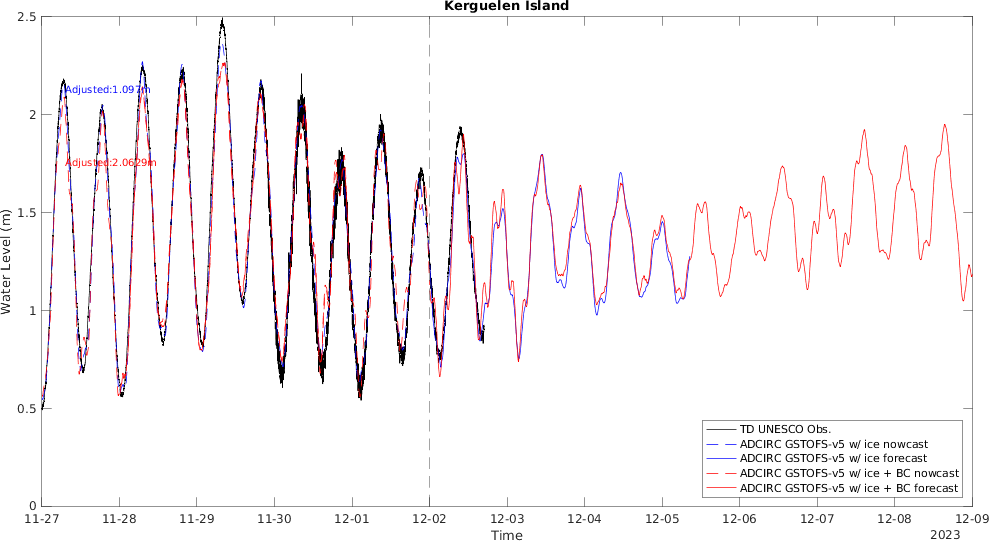 Kerguelen Island
2.5
2
1.5
1
0.5
0
Water Level (m)
Adjusted:1.097m
Adjusted:2.0629m
TD UNESCO Obs.
ADCIRC GSTOFS-v5 w/ ice nowcast
ADCIRC GSTOFS-v5 w/ ice forecast
ADCIRC GSTOFS-v5 w/ ice + BC nowcast
ADCIRC GSTOFS-v5 w/ ice + BC forecast
11-27 11-28 11-29 11-30 12-01 12-02 12-03 12-04 12-05 12-06 12-07 12-08 12-09
Time
2023